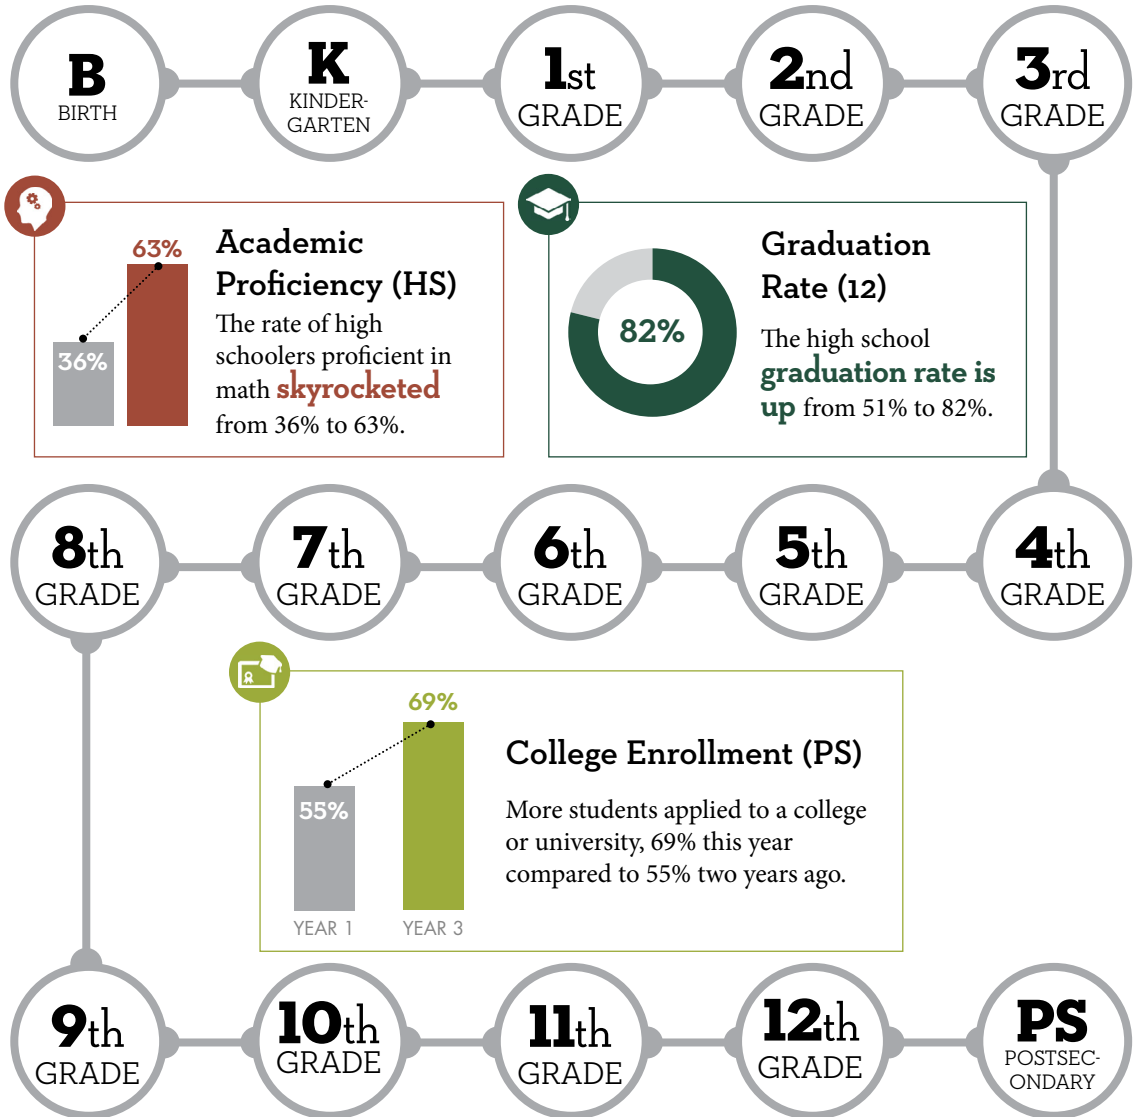 B
BIRTH
K
KINDER-
GARTEN
1st
GRADE
2nd
GRADE
3rd
GRADE
63%
36%
Academic
Proficiency (HS)
The rate of high
schoolers proficient in
math skyrocketed
from 36% to 63%.
82%
Graduation
Rate (12)
The high school
graduation rate is
up from 51% to 82%.
8th
GRADE
7th
GRADE
6th
GRADE
5th
GRADE
4th
GRADE
69%
55%
YEAR 1
YEAR 3
College Enrollment (PS)
More students applied to a college
or university, 69% this year
compared to 55% two years ago.
9th
GRADE
10th
GRADE
11th
GRADE
12th
GRADE
PS
POSTSEC-
ONDARY